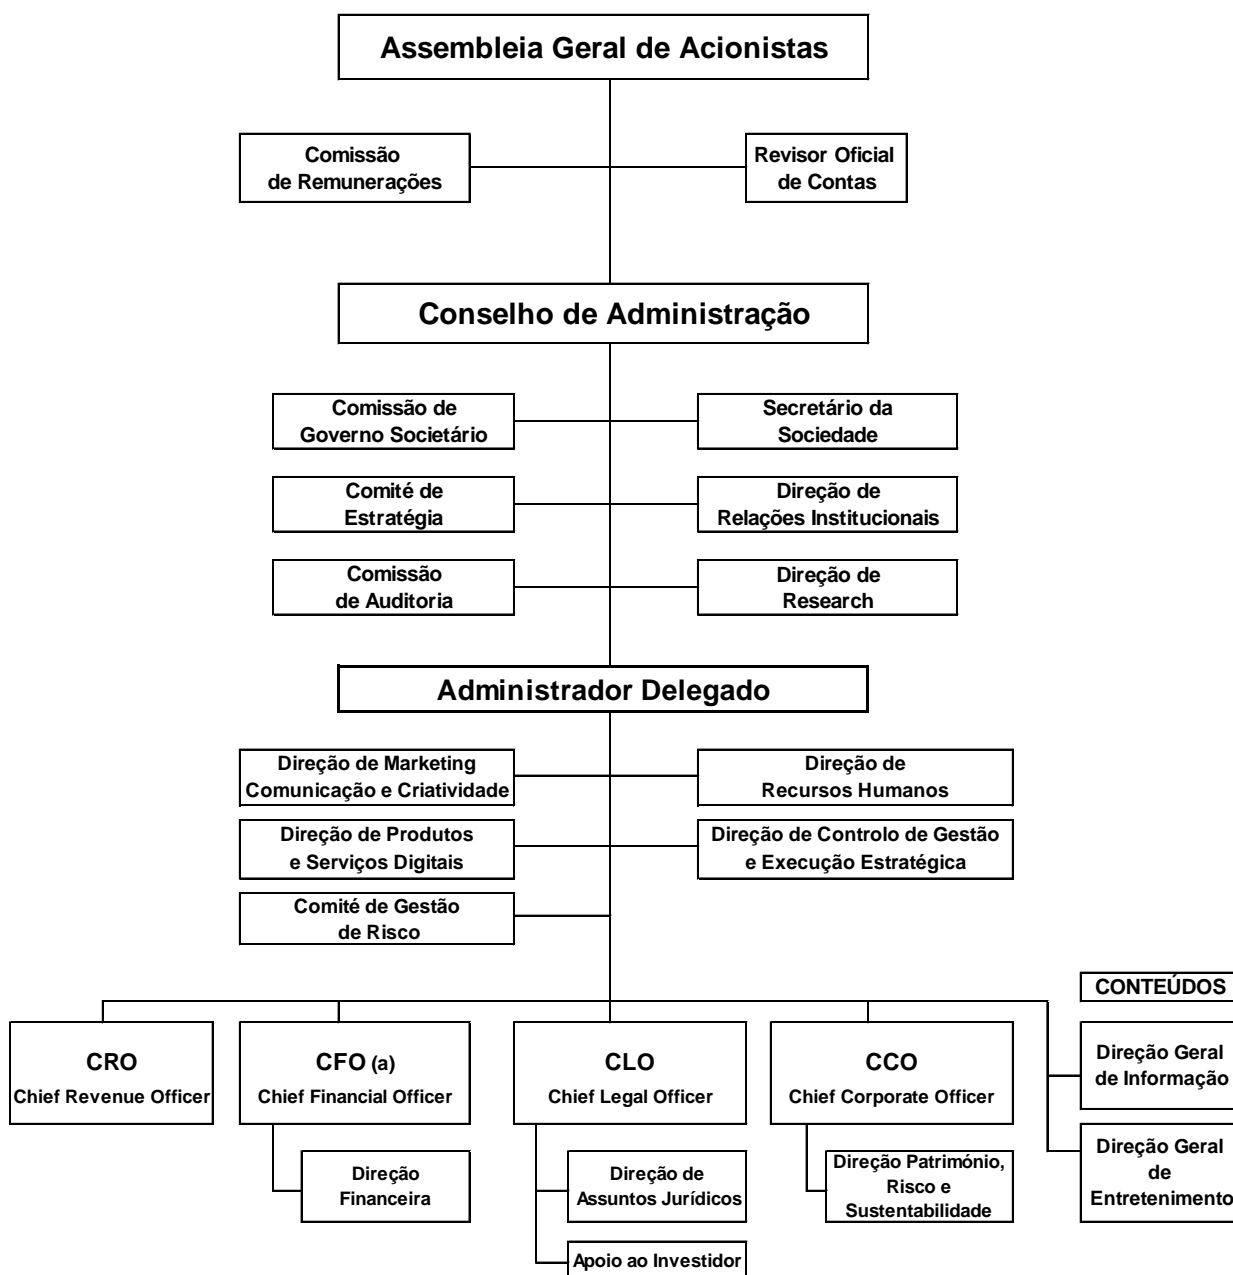 Assembleia Geral de Acionistas
Comissão
de Remunerações
Revisor Oficial
de Contas
Conselho de Administração
Comissão de
Governo Societário
Secretário da
Sociedade
Comité de
Estratégia
Direção de
Relações Institucionais
Comissão
de Auditoria
Direção de
Research
Administrador Delegado
Direção de Marketing
Comunicação e Criatividade
Direção de
Recursos Humanos
Direção de Produtos
e Serviços Digitais
Direção de Controlo de Gestão
e Execução Estratégica
Comité de Gestão
de Risco
CONTEÚDOS
CRO
Chief Revenue Officer
CFO (a)
Chief Financial Officer
CLO
Chief Legal Officer
CCO
Chief Corporate Officer
Direção Geral
de Informação
Direção
Financeira
Direção de
Assuntos Jurídicos
Direção Património,
Risco e
Sustentabilidade
Direção Geral
de
Entretenimento
Apoio ao Investidor